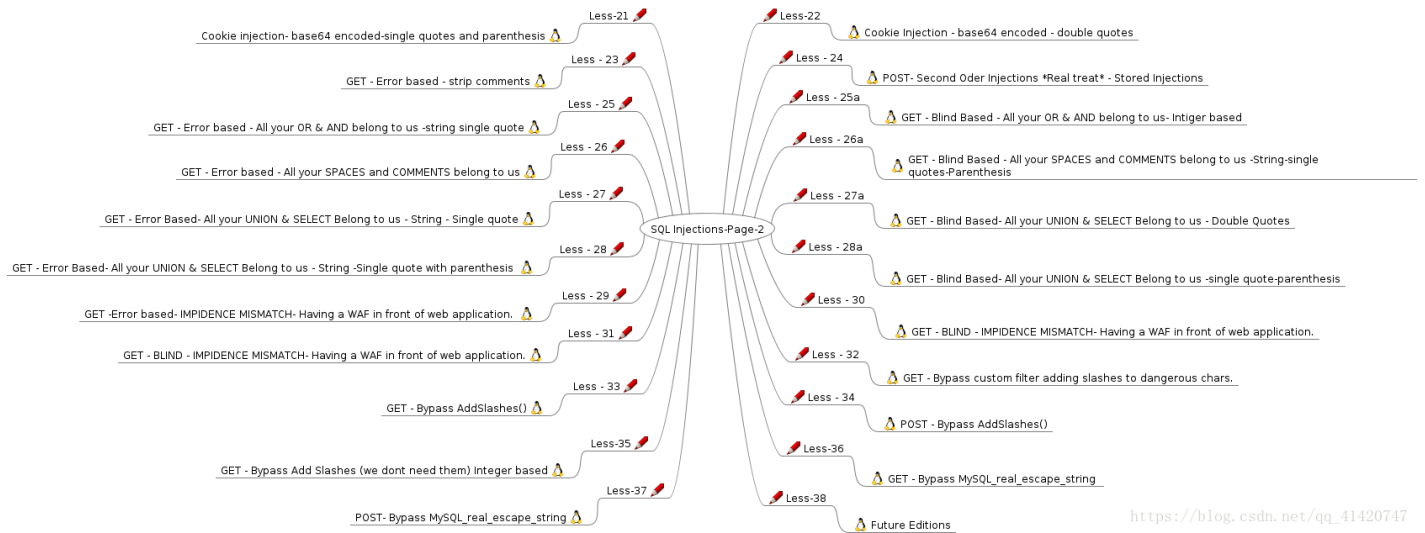 SQL Injections-Page-2
Less-21
Cookie injection- base64 encoded-single quotes and parenthesis
Less - 23
GET - Error based - strip comments
Less - 25
GET - Error based - All your OR & AND belong to us -string single quote
Less - 26
GET - Error based - All your SPACES and COMMENTS belong to us
Less - 27
GET - Error Based- All your UNION & SELECT Belong to us - String - Single quote
Less - 28
GET - Error Based- All your UNION & SELECT Belong to us - String -Single quote with parenthesis
Less - 29
GET -Error based- IMPIDENCE MISMATCH- Having a WAF in front of web application.
Less - 31
GET - BLIND - IMPIDENCE MISMATCH- Having a WAF in front of web application.
Less - 33
GET - Bypass AddSlashes()
Less-35
GET - Bypass Add Slashes (we dont need them) Integer based
Less-37
POST- Bypass MySQL_real_escape_string
Less-22
Cookie Injection - base64 encoded - double quotes
Less - 24
POST- Second Oder Injections *Real treat* - Stored Injections
Less - 25a
GET - Blind Based - All your OR & AND belong to us- Intiger based
Less - 26a
GET - Blind Based - All your SPACES and COMMENTS belong to us -String-single
quotes-Parenthesis
Less - 27a
GET - Blind Based- All your UNION & SELECT Belong to us - Double Quotes
Less - 28a
GET - Blind Based- All your UNION & SELECT Belong to us -single quote-parenthesis
Less - 30
GET - BLIND - IMPIDENCE MISMATCH- Having a WAF in front of web application.
Less - 32
GET - Bypass custom filter adding slashes to dangerous chars.
Less - 34
POST - Bypass AddSlashes()
Less-36
GET - Bypass MySQL_real_escape_string
Less-38
Future Editions
https://blog.csdn.net/qq_41420747